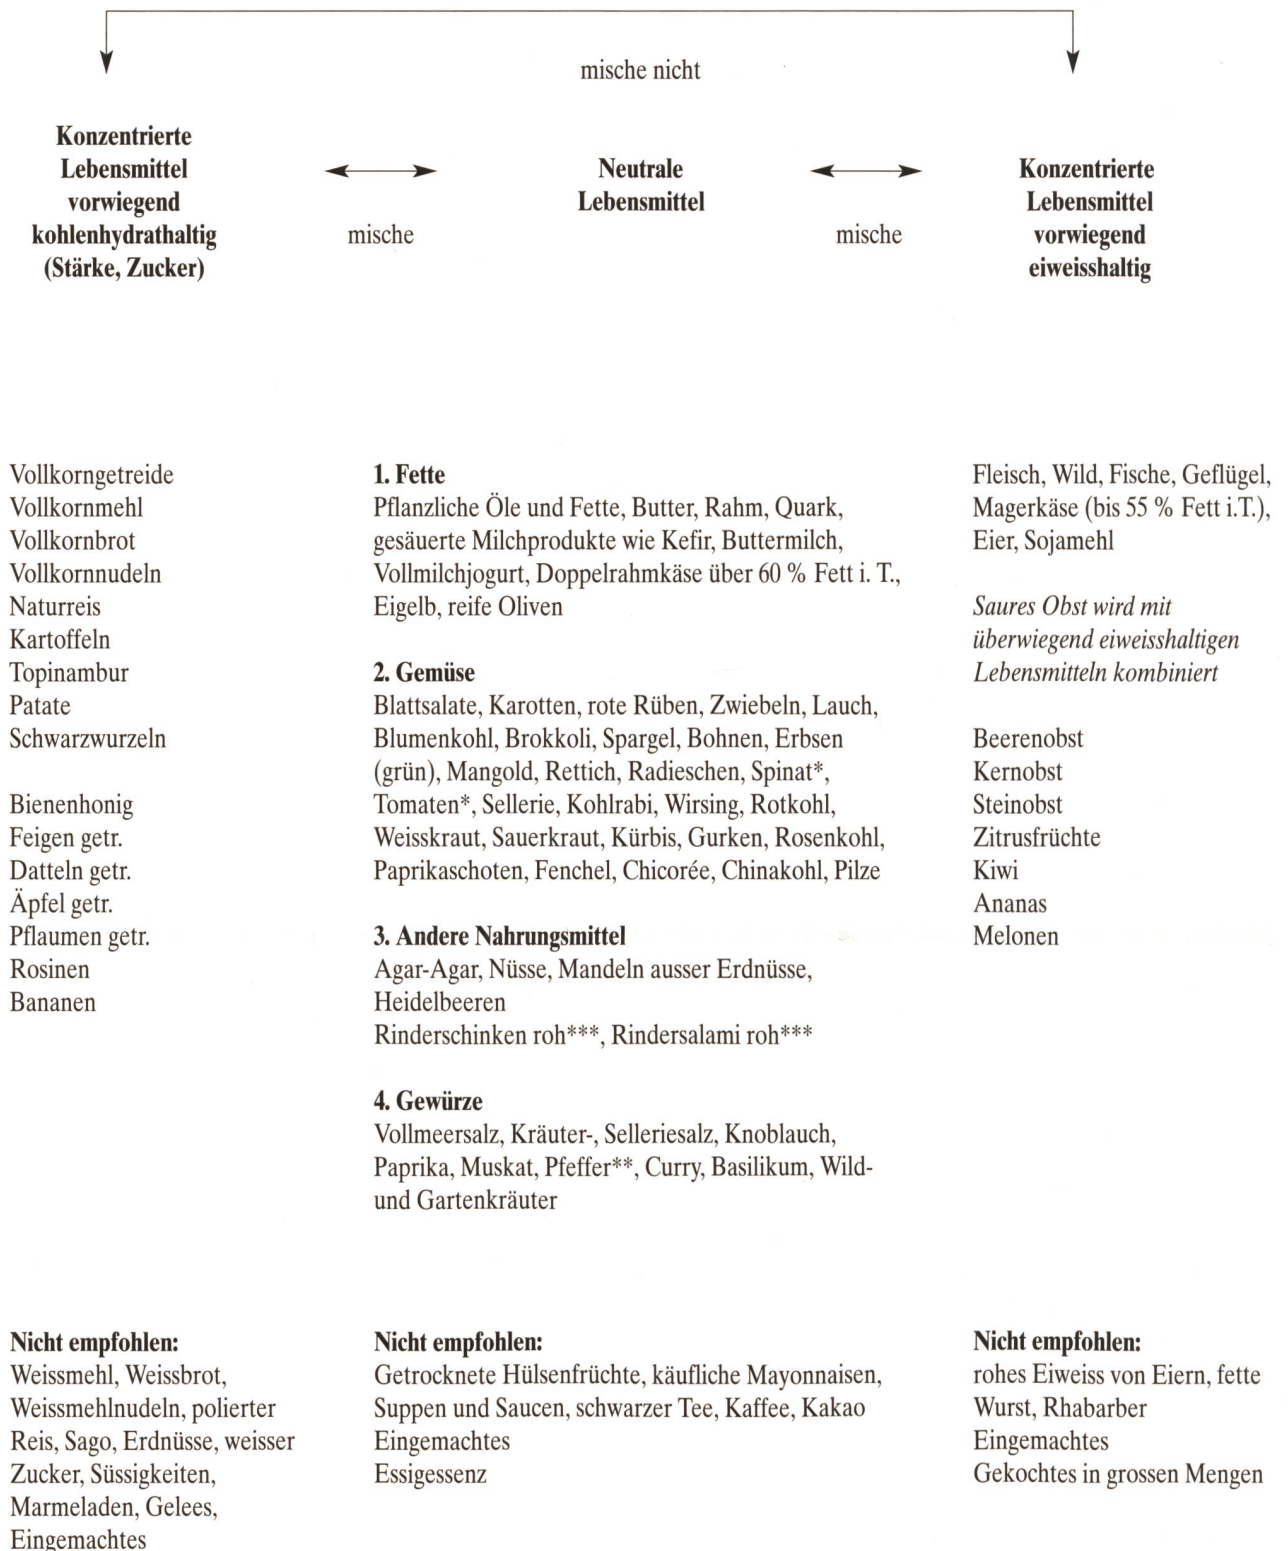 mische nicht
Konzentrierte
Lebensmittel
vorwiegend
kohlenhydrathaltig
(Stärke, Zucker)
mische
Neutrale
Lebensmittel
mische
Konzentrierte
Lebensmittel
vorwiegend
eiweisshaltig
Vollkorngetreide
Vollkornmehl
Vollkornbrot
Vollkornnudeln
Naturreis
Kartoffeln
Topinambur
Patate
Schwarzwurzeln
Bienenhonig
Feigen getr.
Datteln getr.
Äpfel getr.
Pflaumen getr.
Rosinen
Bananen
1. Fette
Pflanzliche Öle und Fette, Butter, Rahm, Quark,
gesäuerte Milchprodukte wie Kefir, Buttermilch,
Vollmilchjogurt, Doppelrahmkäse über 60 % Fett i. T.,
Eigelb, reife Oliven
2. Gemüse
Blattsalate, Karotten, rote Rüben, Zwiebeln, Lauch,
Blumenkohl, Brokkoli, Spargel, Bohnen, Erbsen
(grün), Mangold, Rettich, Radieschen, Spinat*,
Tomaten*, Sellerie, Kohlrabi, Wirsing, Rotkohl,
Weisskraut, Sauerkraut, Kürbis, Gurken, Rosenkohl,
Paprikaschoten, Fenchel, Chicorée, Chinakohl, Pilze
3. Andere Nahrungsmittel
Agar-Agar, Nüsse, Mandeln ausser Erdnüsse,
Heidelbeeren
Rinderschinken roh***, Rindersalami roh***
4. Gewürze
Vollmeersalz, Kräuter-, Selleriesalz, Knoblauch,
Paprika, Muskat, Pfeffer**, Curry, Basilikum, Wild-
und Gartenkräuter
Fleisch, Wild, Fische, Geflügel,
Magerkäse (bis 55 % Fett i.T.),
Eier, Sojamehl
Saures Obst wird mit
überwiegend eiweisshaltigen
Lebensmitteln kombiniert
Beerenobst
Kernobst
Steinobst
Zitrusfrüchte
Kiwi
Ananas
Melonen
Nicht empfohlen:
Weissmehl, Weissbrot,
Weissmehlnudeln, polierter
Reis, Sago, Erdnüsse, weisser
Zucker, Süssigkeiten,
Marmeladen, Gelees,
Eingemachtes
Nicht empfohlen:
Getrocknete Hülsenfrüchte, käufliche Mayonnaisen,
Suppen und Saucen, schwarzer Tee, Kaffee, Kakao
Eingemachtes
Essigessenz
Nicht empfohlen:
rohes Eiweiss von Eiern, fette
Wurst, Rhabarber
Eingemachtes
Gekochtes in grossen Mengen